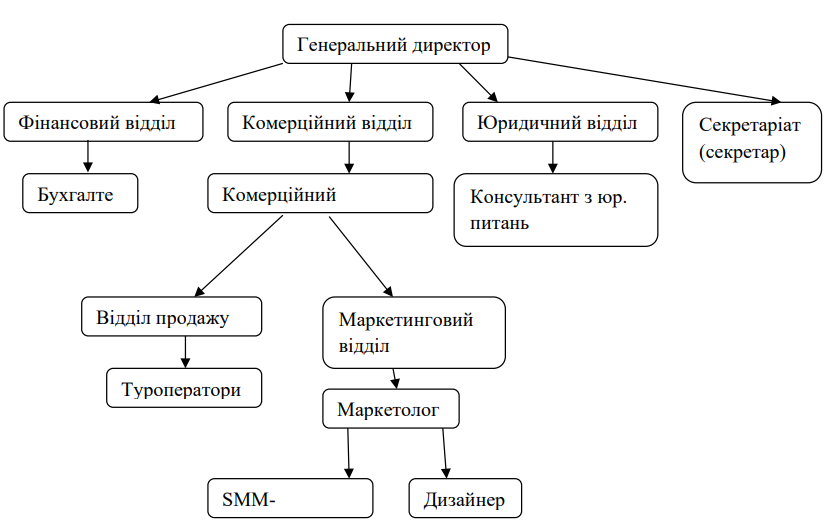 Генеральний директор
Фінансовий відділ
Комерційний відділ
Юридичний відділ
Секретаріат
(секретар)
Бухгалте
Комерційний
Консультант з юр.
питань
Відділ продажу
Маркетинговий
відділ
Туроператори
Маркетолог
SMM-
Дизайнер